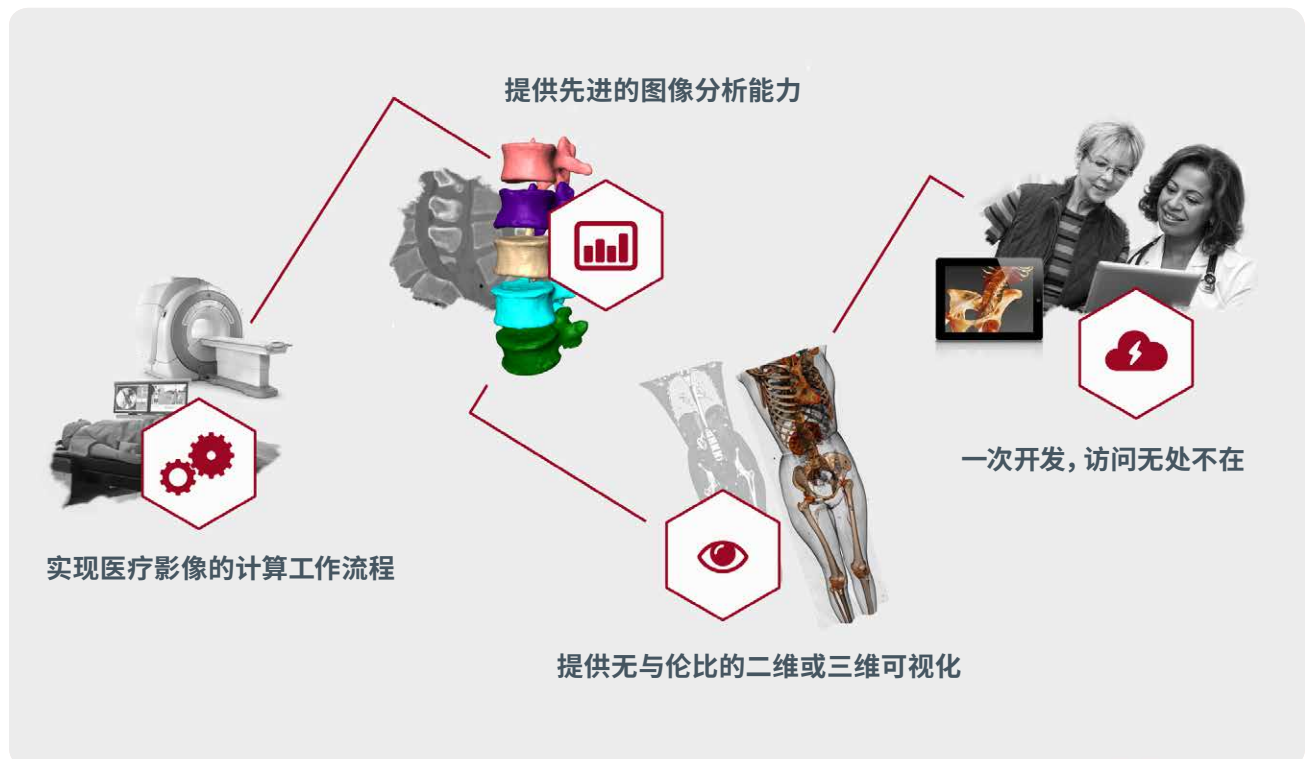 提供先进的图像分析能力
一次开发, 访问无处不在
实现医疗影像的计算工作流程
提供无与伦比的二维或三维可视化